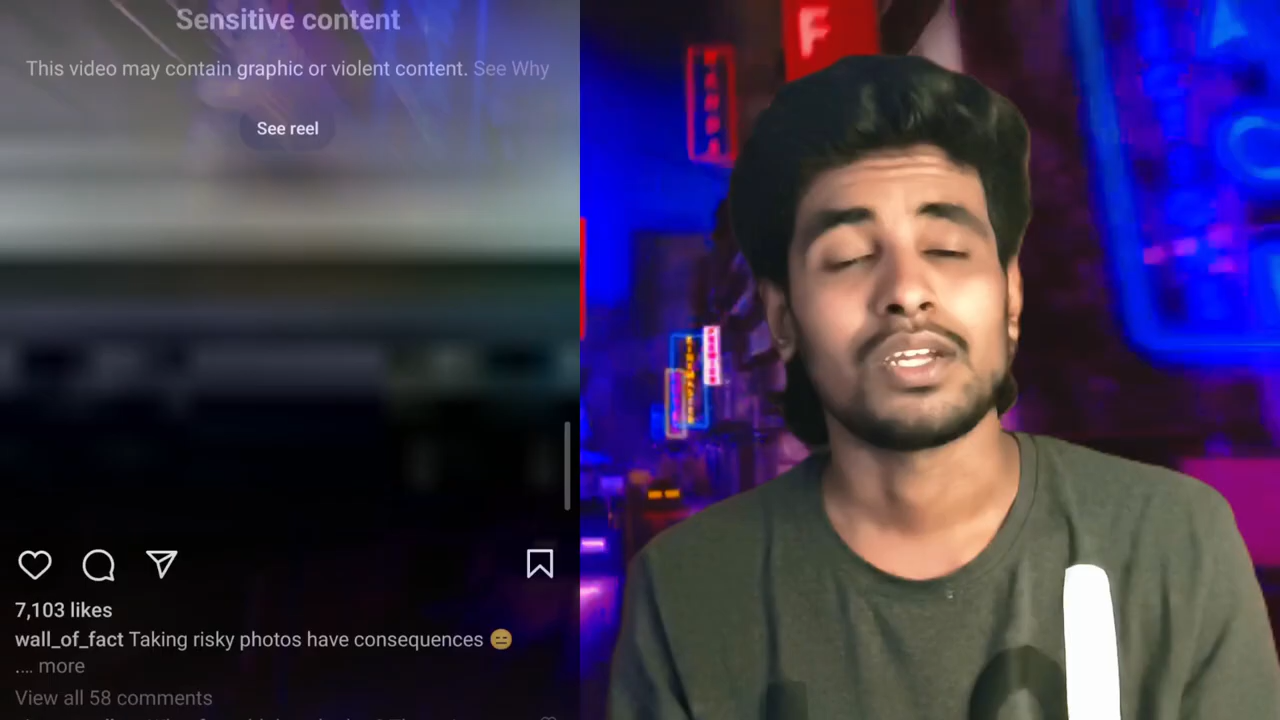 Sensitive content
This video may contain graphic or violent content. See Why
See reel
7,103 likes
wall_of_fact Taking risky photos have consequences 😑
.... more
View all 58 comments
F